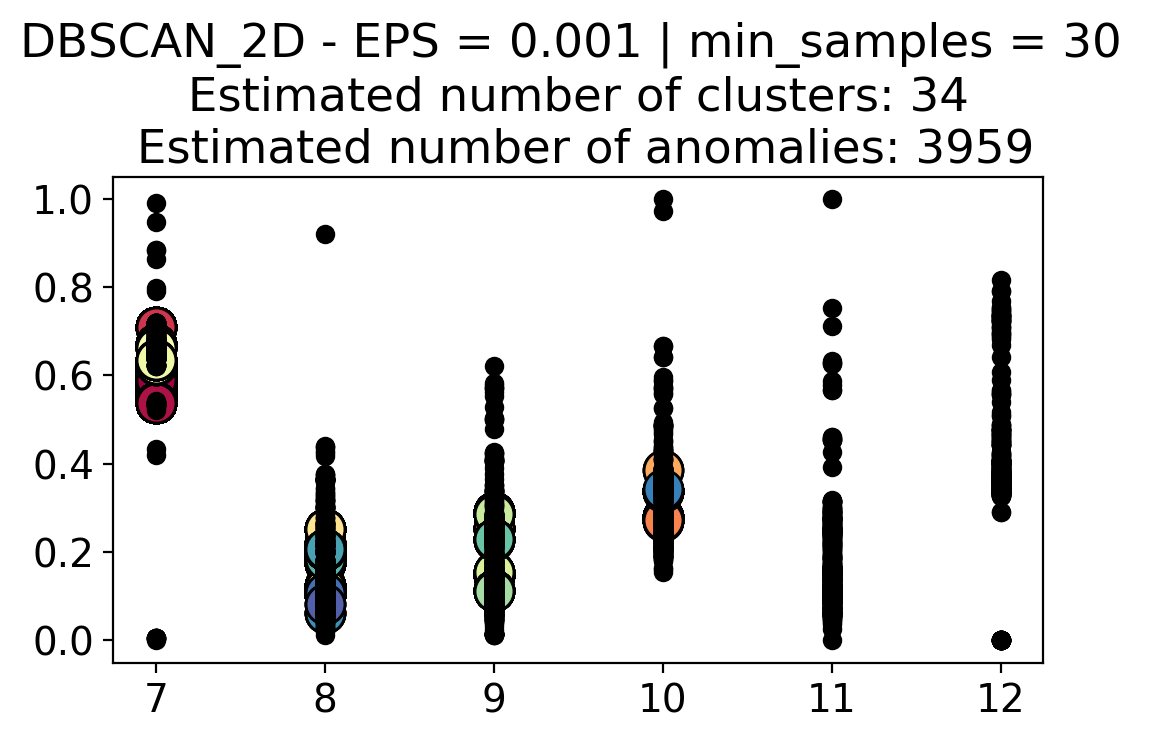 DBSCAN_2D - EPS = 0.001 | min_samples = 30
Estimated number of clusters: 34
Estimated number of anomalies: 3959
1.0
0.8
0.6
0.4
0.2
0.0
7 8 9 10 11 12